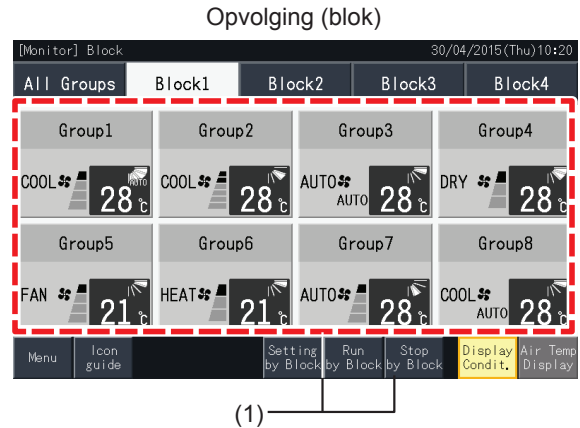 Opvolging (blok)
[Monitor] Block 30/04/2015(Thu)10:20
All Groups Block1 Block2 Block3 Block4
Group1 Group2 Group3 Group4
COOL AUTO 28 ℃ COOL 28 ℃ AUTO AUTO 28 ℃ DRY 28 ℃
Group5 Group6 Group7 Group8
FAN 21 ℃ HEAT 21 ℃ AUTO 28 ℃ COOL AUTO 28 ℃
Menu Icon guide Setting by Block Run by Block Stop by Block Display Condit. Air Temp Display
(1)